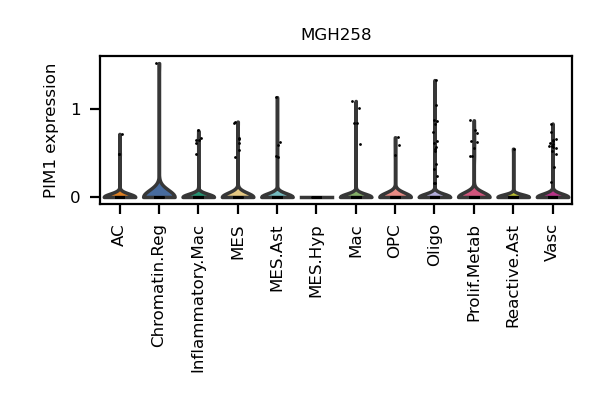 MGH258
PIM1 expression
1
0
AC
Chromatin.Reg
Inflammatory.Mac
MES
MES.Ast
MES.Hyp
Mac
OPC
Oligo
Prolif.Metab
Reactive.Ast
Vasc